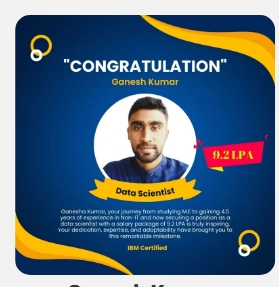 "CONGRATULATION"
Ganesh Kumar
9.2 LPA
Data Scientist
Ganesha Kumar, your journey from studying M.E to gaining 4.5
years of experience in Non- IT and now securing a position as a
data scientist with a salary package of 9.2 LPA is truly inspiring.
Your dedication, expertise, and adaptability have brought you to
this remarkable milestone.
IBM Certified